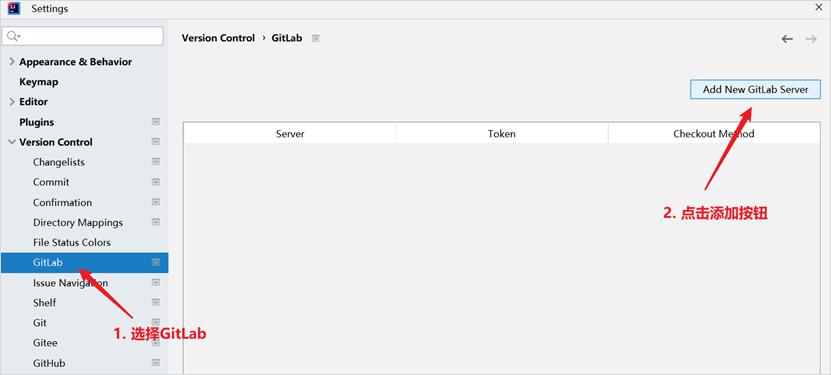 Settings
Version Control › GitLab
Appearance & Behavior
Keymap
Editor
Plugins
Version Control
Changelists
Commit
Confirmation
Directory Mappings
File Status Colors
GitLab
Issue Navigation
Shelf
Git
Gitee
GitHub
1. 选择GitLab
Add New GitLab Server
Server Token Checkout Method
2. 点击添加按钮